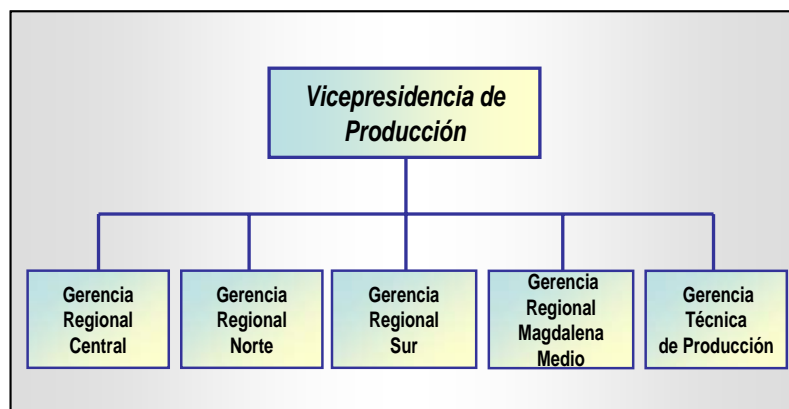 Vicepresidencia de
Producción
Gerencia
Regional
Central
Gerencia
Regional
Norte
Gerencia
Regional
Sur
Gerencia
Regional
Magdalena
Medio
Gerencia
Técnica
de Producción